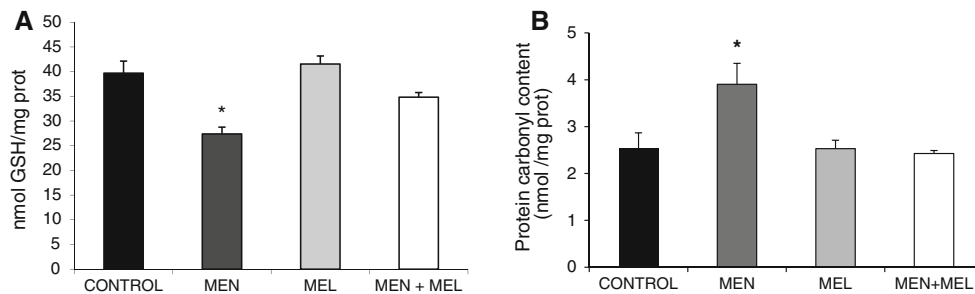 A
nmol GSH/mg prot
50
45
40
35
30
25
20
15
10
5
0
*
CONTROL MEN MEL MEN + MEL
B
Protein carbonyl content
(nmol /mg prot)
5
4
3
2
1
0
*
CONTROL MEN MEL MEN+MEL